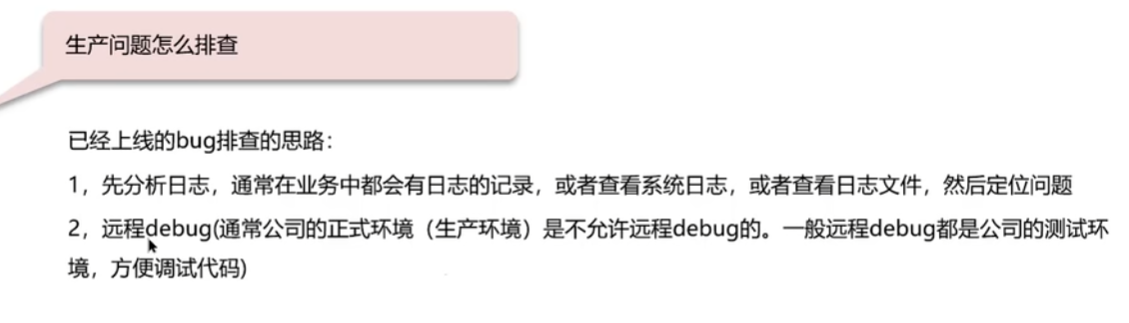 生产问题怎么排查
已经上线的bug排查的思路：
1，先分析日志，通常在业务中都会有日志的记录，或者查看系统日志，或者查看日志文件，然后定位问题
2，远程debug(通常公司的正式环境（生产环境）是不允许远程debug的。一般远程debug都是公司的测试环
境，方便调试代码)